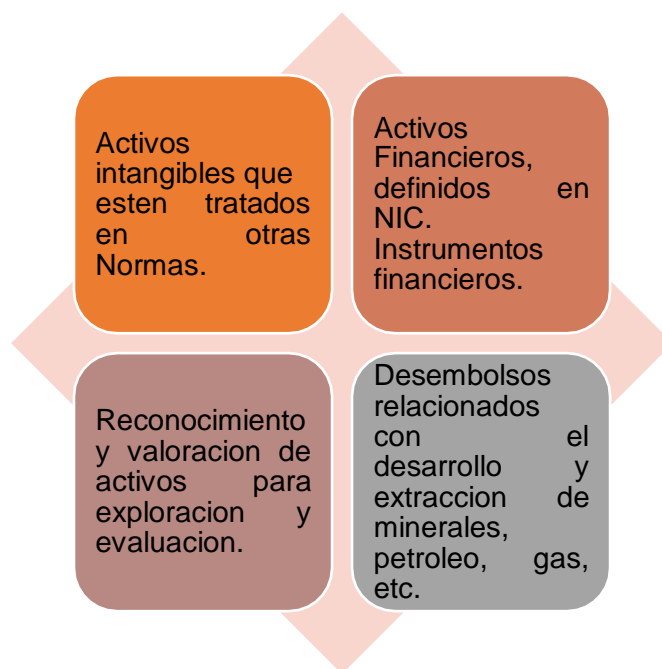 Activos
intangibles que
esten tratados
en otras
Normas.
Activos
Financieros,
definidos en
NIC.
Instrumentos
financieros.
Reconocimiento
y valoracion de
activos para
exploracion y
evaluacion.
Desembolsos
relacionados
con el
desarrollo y
extraccion de
minerales,
petroleo, gas,
etc.